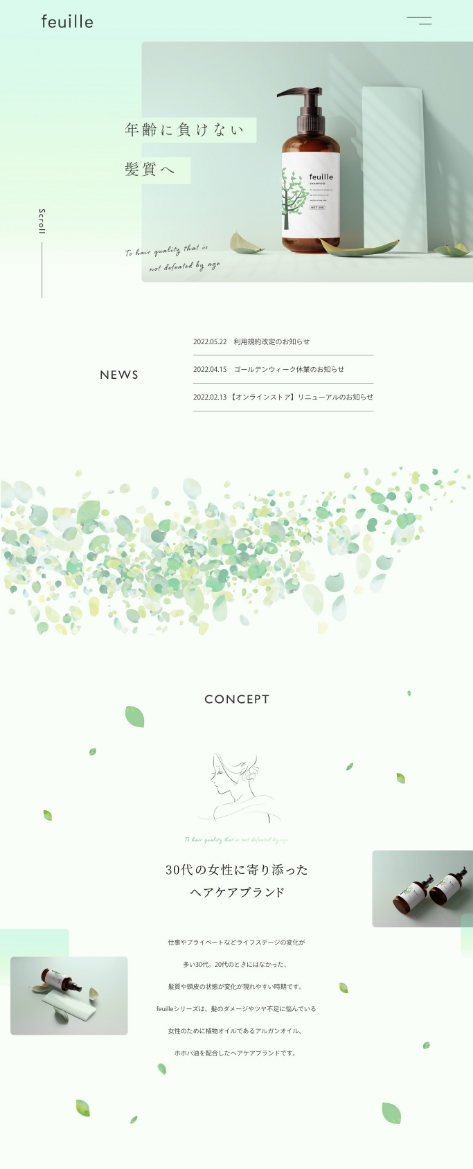 feuille
年齢に負けない
髪質へ
Scroll
To hair quality that is
not defeated by age
feuille
SHAMPOO
NEWS
2022.05.22 利用規約改定のお知らせ
2022.04.15 ゴールデンウィーク休業のお知らせ
2022.02.13 【オンラインストア】リニューアルのお知らせ
CONCEPT
To hair quality that is not defeated by age
30代の女性に寄り添った
ヘアケアブランド
仕事やプライベートなどライフステージの変化が
多い30代。20代のときにはなかった、
髪質や頭皮の状態が変化が現れやすい時期です。
feuilleシリーズは、髪のダメージやツヤ不足に悩んでいる
女性のために植物オイルであるアルガンオイル、
ホホバ油を配合したヘアケアブランドです。